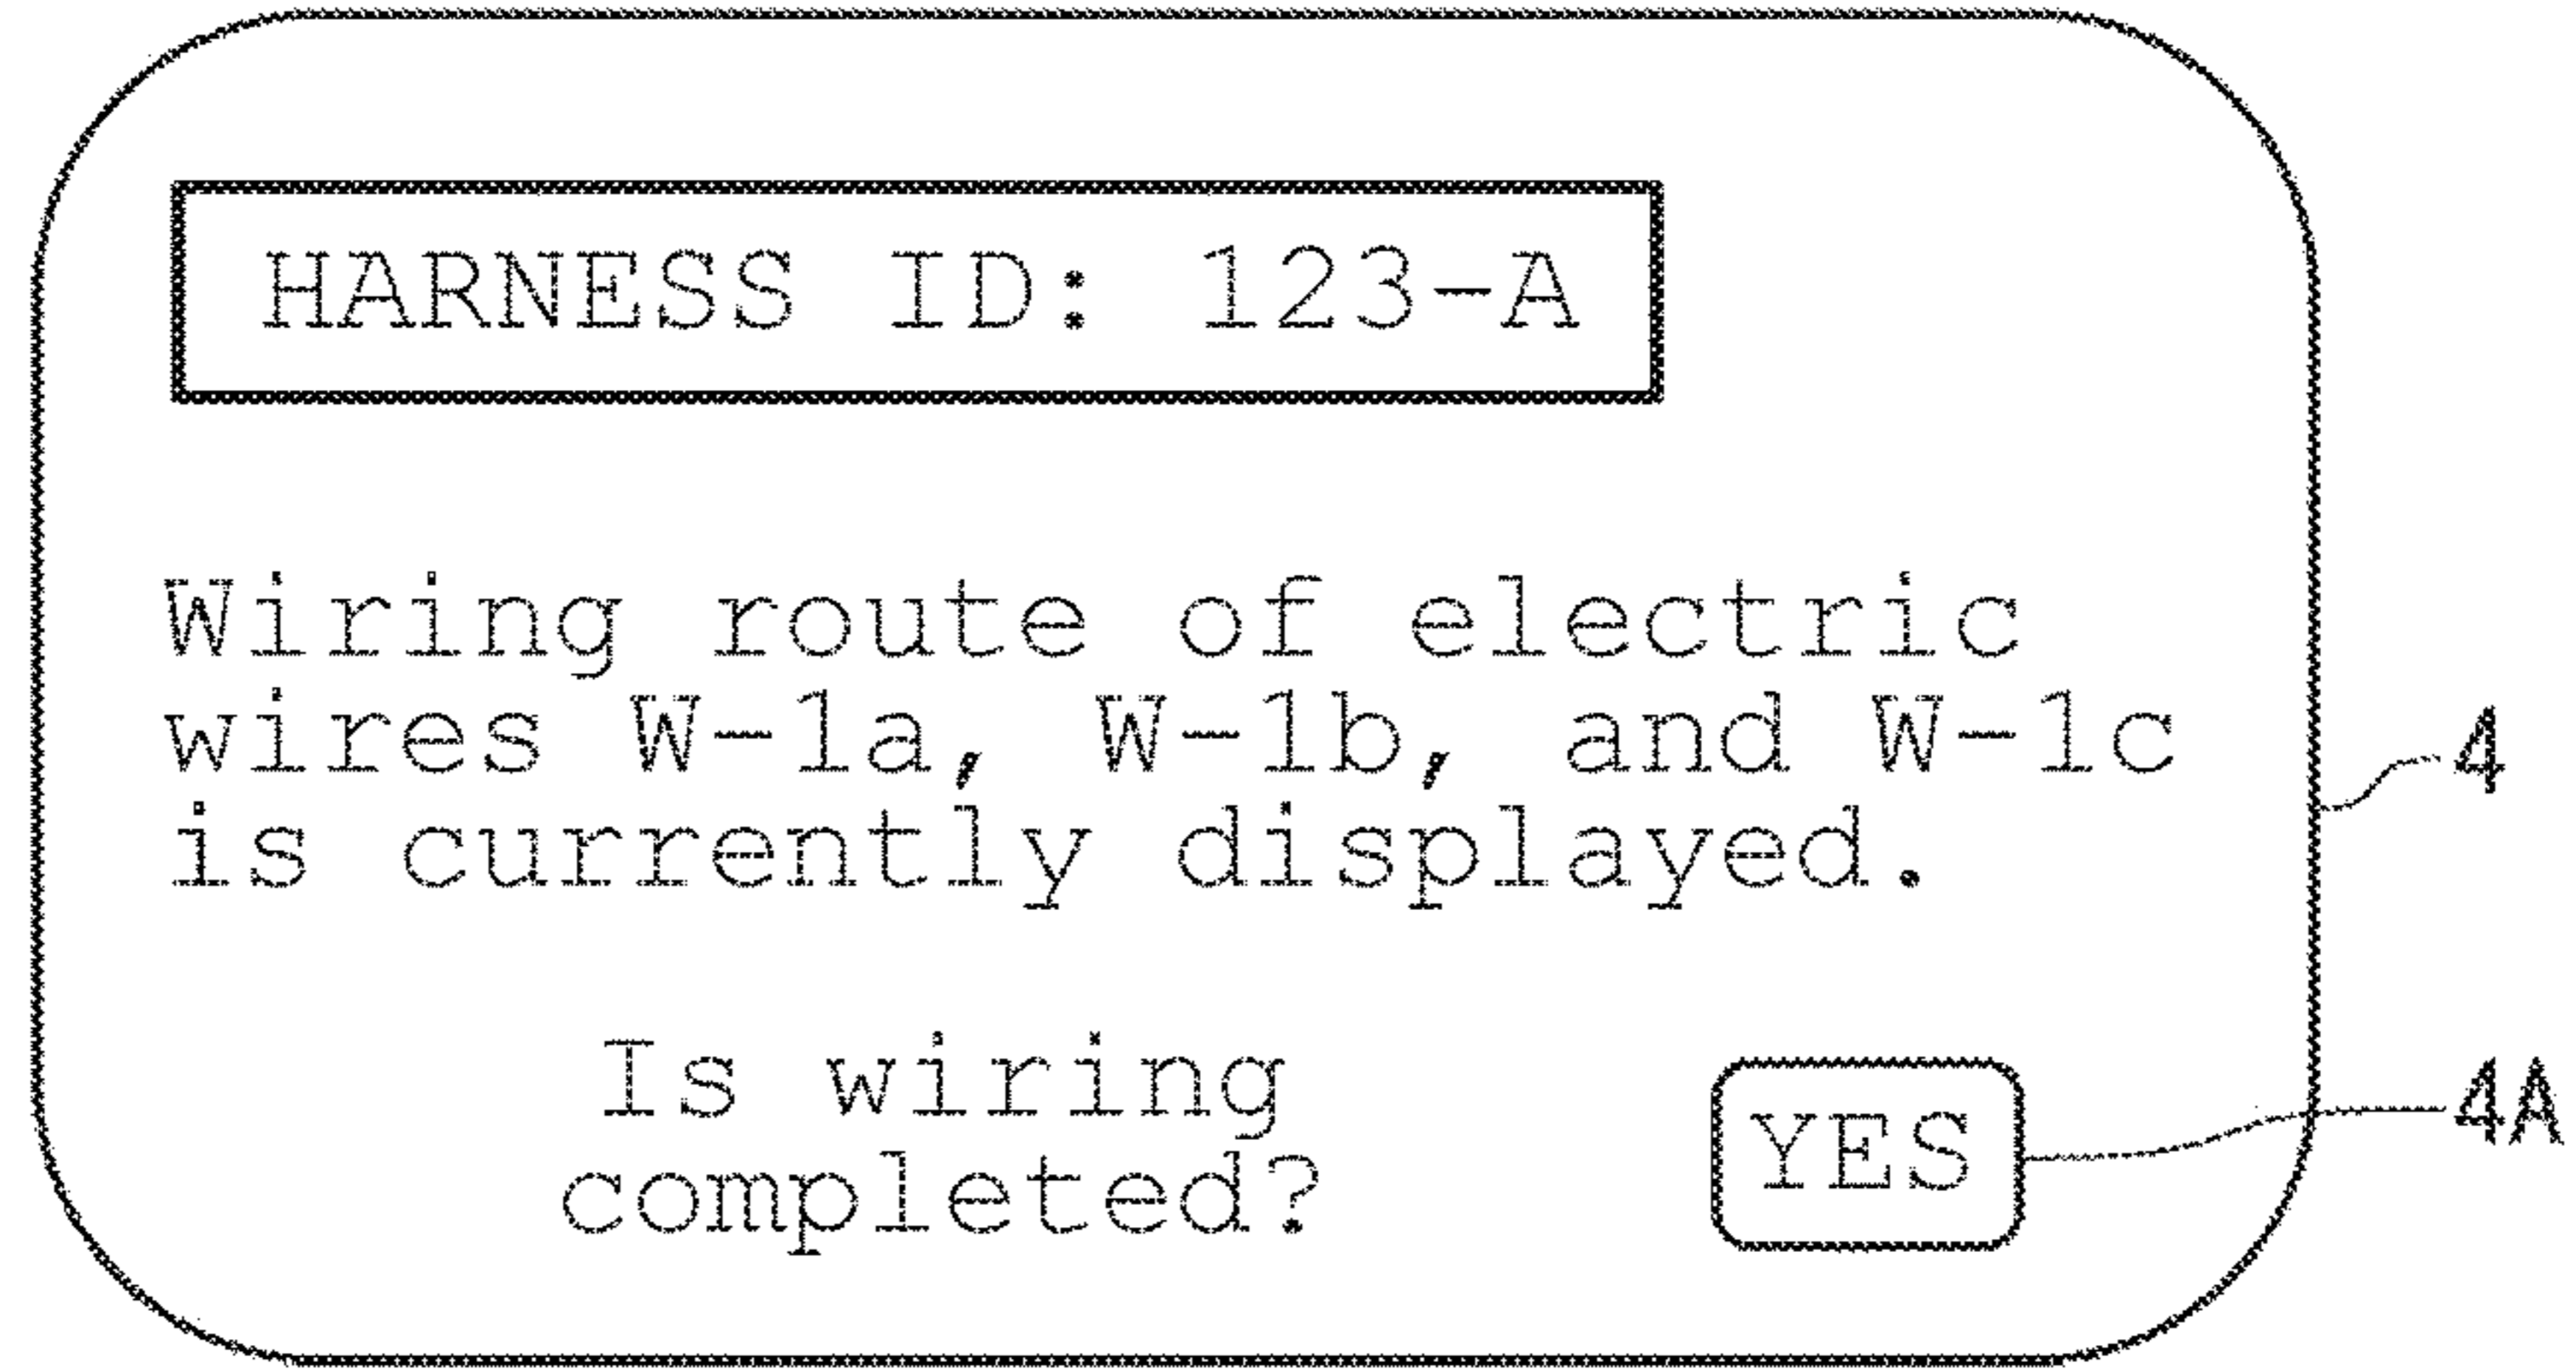 HARNESS ID: 123-A
Wiring route of electric
wires W-1a, W-1b, and W-1c
is currently displayed.
4
Is wiring
completed?
YES
4A